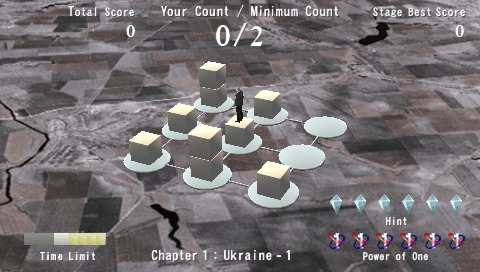 Total Score
0
Your Count / Minimum Count
0/2
Stage Best Score
0
Hint
Power of One
Time Limit
Chapter 1 : Ukraine - 1